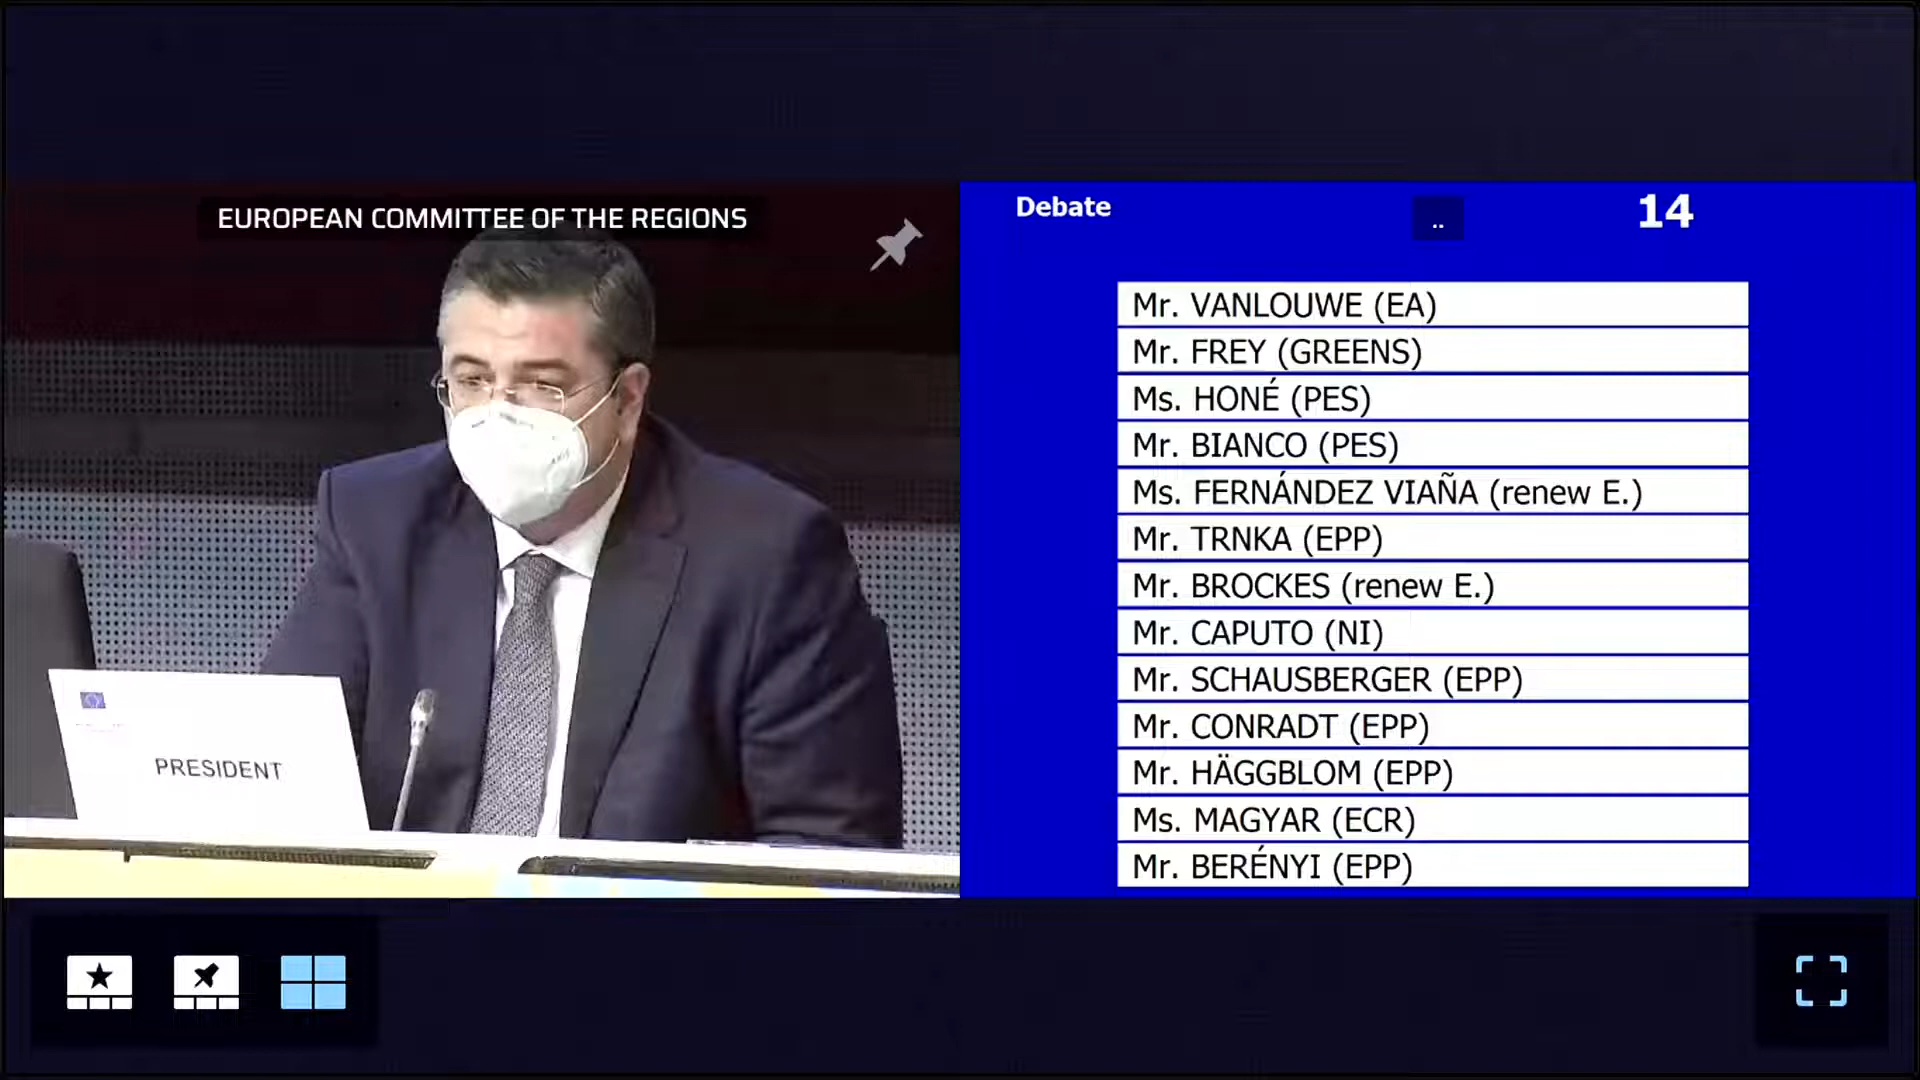 EUROPEAN COMMITTEE OF THE REGIONS
PRESIDENT
Debate
..
14
Mr. VANLOUWE (EA)
Mr. FREY (GREENS)
Ms. HONÉ (PES)
Mr. BIANCO (PES)
Ms. FERNÁNDEZ VIAÑA (renew E.)
Mr. TRNKA (EPP)
Mr. BROCKES (renew E.)
Mr. CAPUTO (NI)
Mr. SCHAUSBERGER (EPP)
Mr. CONRADT (EPP)
Mr. HÄGGBLOM (EPP)
Ms. MAGYAR (ECR)
Mr. BERÉNYI (EPP)